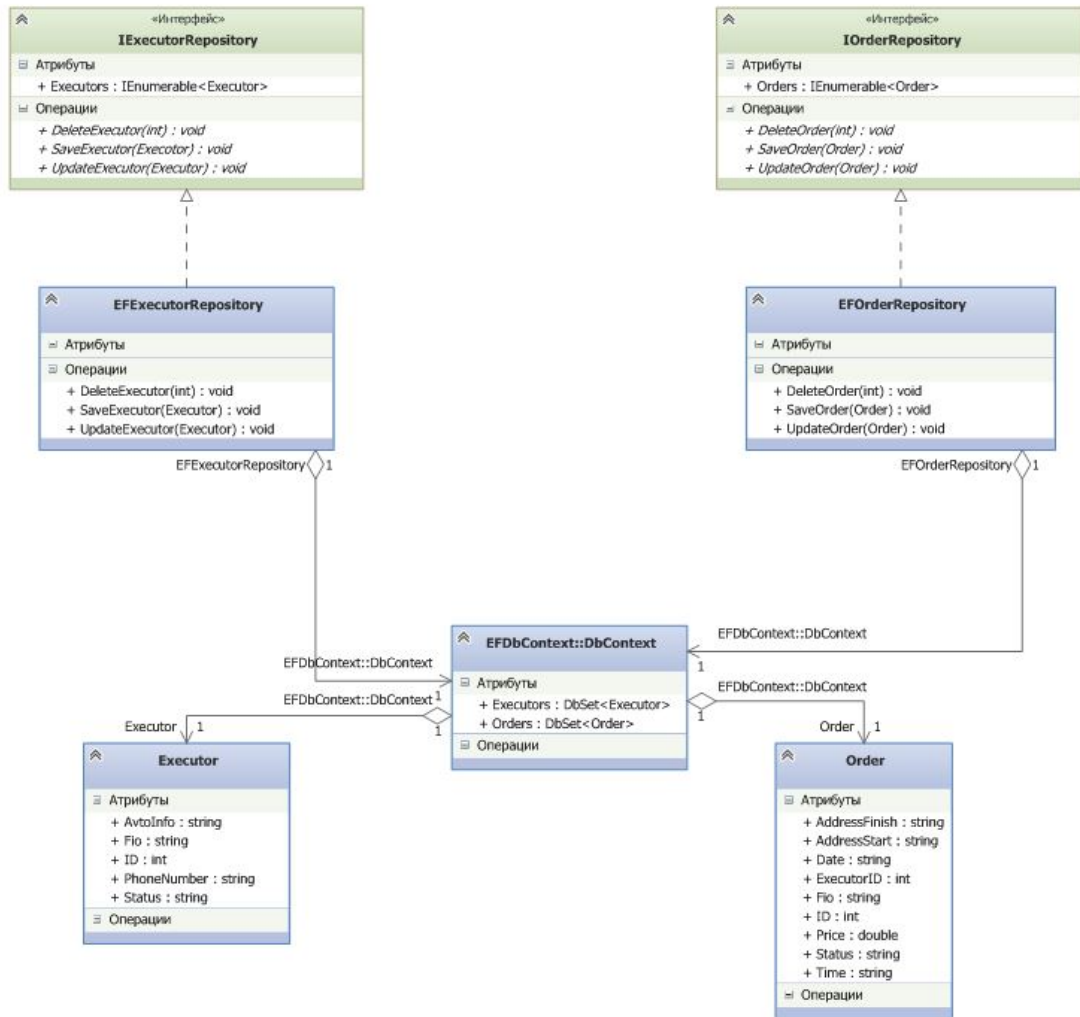 «Интерфейс»
IExecutorRepository
Атрибуты
+ Executors : IEnumerable<Executor>
Операции
+ DeleteExecutor(int) : void
+ SaveExecutor(Executor) : void
+ UpdateExecutor(Executor) : void
«Интерфейс»
IOrderRepository
Атрибуты
+ Orders : IEnumerable<Order>
Операции
+ DeleteOrder(int) : void
+ SaveOrder(Order) : void
+ UpdateOrder(Order) : void
EFExecutorRepository
Атрибуты
Операции
+ DeleteExecutor(int) : void
+ SaveExecutor(Executor) : void
+ UpdateExecutor(Executor) : void
EFExecutorRepository 1
EFOrderRepository
Атрибуты
Операции
+ DeleteOrder(int) : void
+ SaveOrder(Order) : void
+ UpdateOrder(Order) : void
EFOrderRepository 1
EFDbContext::DbContext
1
EFDbContext::DbContext
1
EFDbContext::DbContext
Атрибуты
+ Executors : DbSet<Executor>
+ Orders : DbSet<Order>
Операции
EFDbContext::DbContext
1
EFDbContext::DbContext
1
Executor 1
Order 1
Executor
Атрибуты
+ AvtoInfo : string
+ Fio : string
+ ID : int
+ PhoneNumber : string
+ Status : string
Операции
Order
Атрибуты
+ AddressFinish : string
+ AddressStart : string
+ Date : string
+ ExecutorID : int
+ Fio : string
+ ID : int
+ Price : double
+ Status : string
+ Time : string
Операции